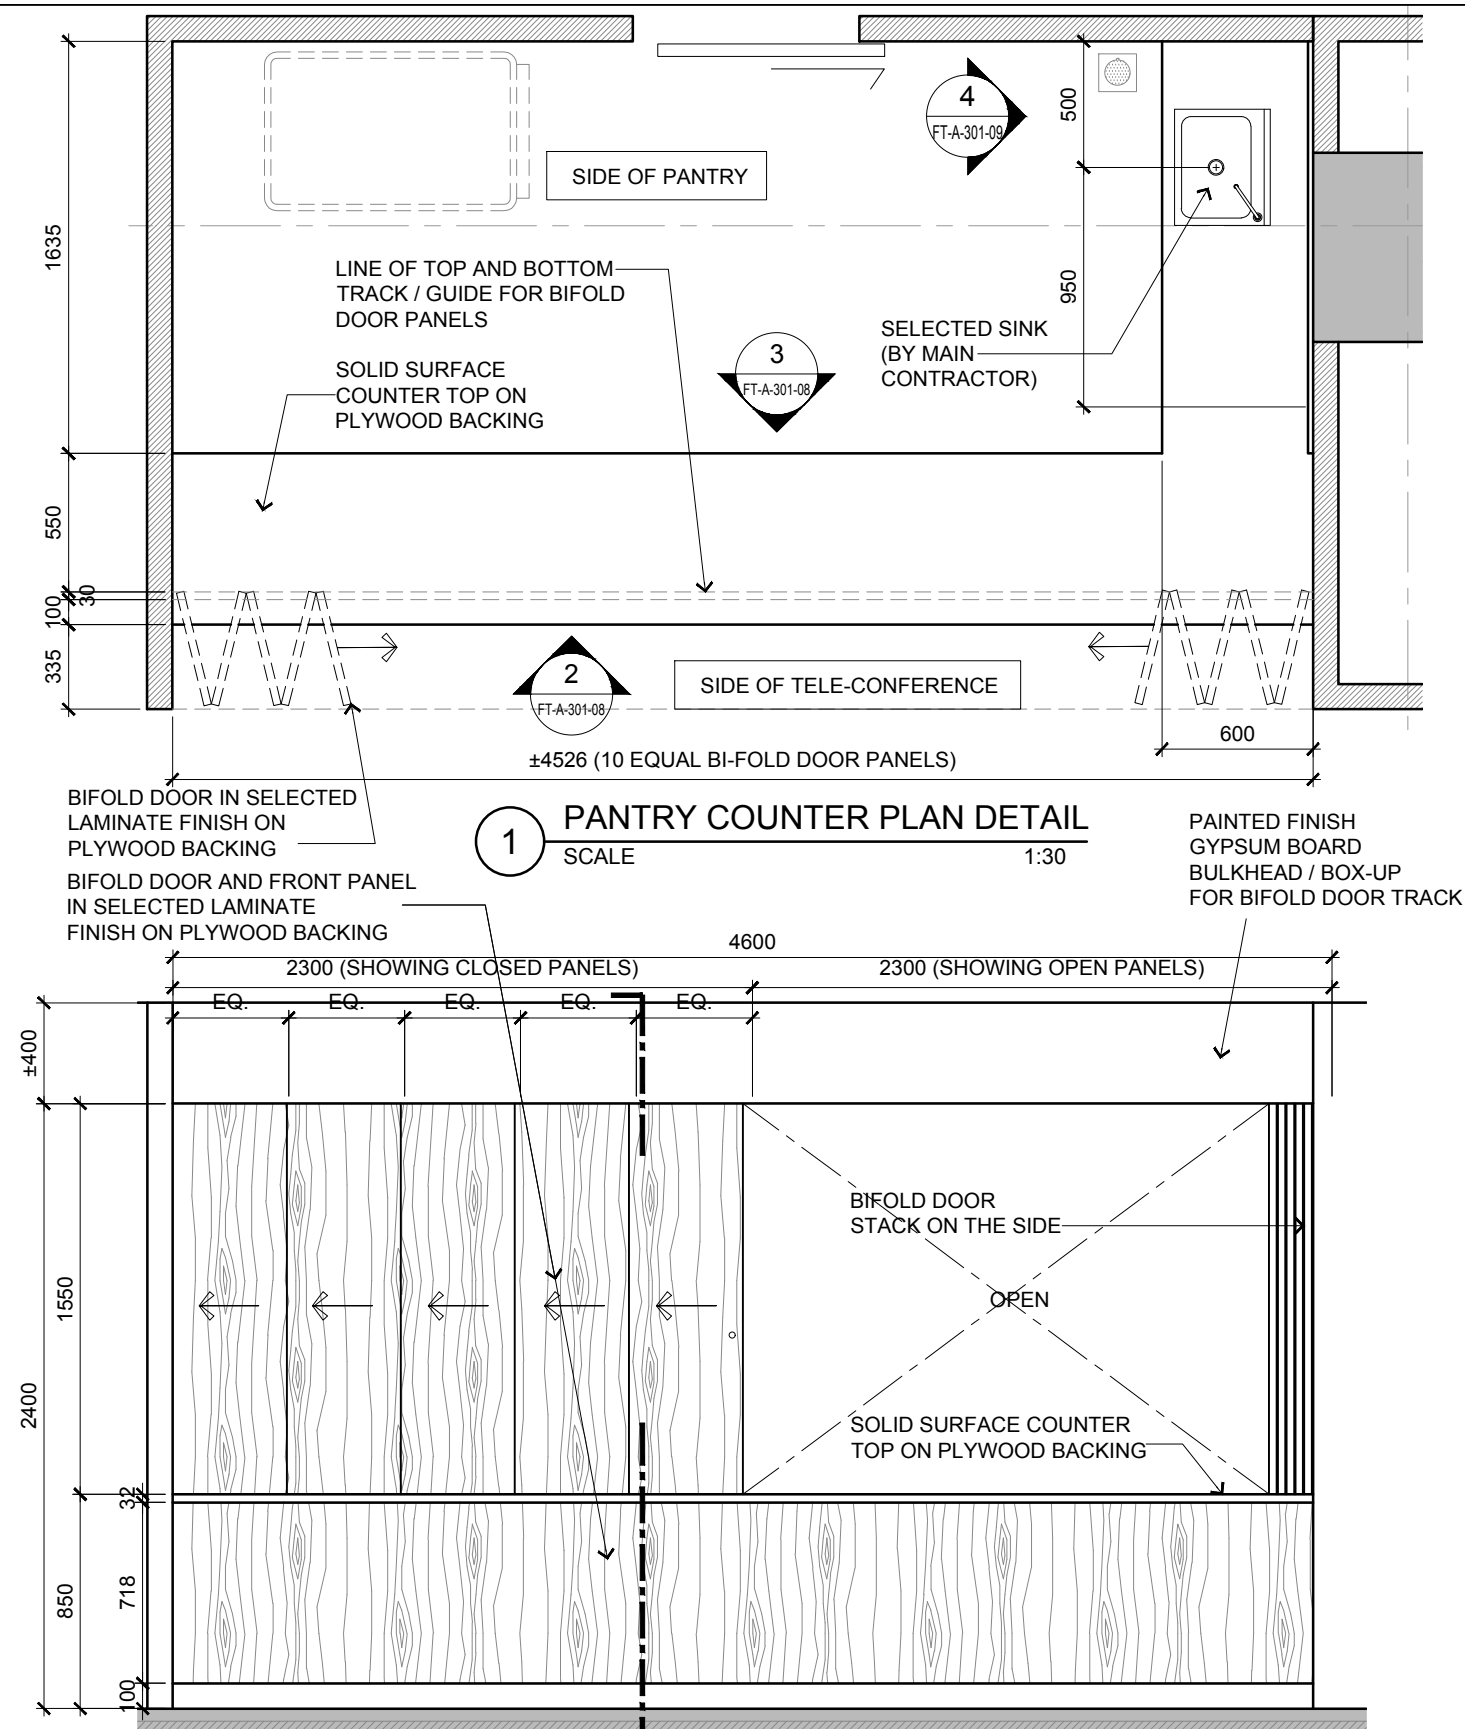 4
FT-A-301-09
500
SIDE OF PANTRY
1635
LINE OF TOP AND BOTTOM
TRACK / GUIDE FOR BIFOLD
DOOR PANELS
950
SELECTED SINK
(BY MAIN
CONTRACTOR)
3
FT-A-301-08
SOLID SURFACE
COUNTER TOP ON
PLYWOOD BACKING
550
30
100
335
2
FT-A-301-08
SIDE OF TELE-CONFERENCE
600
±4526 (10 EQUAL BI-FOLD DOOR PANELS)
BIFOLD DOOR IN SELECTED
LAMINATE FINISH ON
PLYWOOD BACKING
1
PANTRY COUNTER PLAN DETAIL
SCALE 1:30
PAINTED FINISH
GYPSUM BOARD
BULKHEAD / BOX-UP
FOR BIFOLD DOOR TRACK
BIFOLD DOOR AND FRONT PANEL
IN SELECTED LAMINATE
FINISH ON PLYWOOD BACKING
4600
2300 (SHOWING CLOSED PANELS)
2300 (SHOWING OPEN PANELS)
EQ. EQ. EQ. EQ. EQ.
±400
BIFOLD DOOR
STACK ON THE SIDE
1550
OPEN
2400
SOLID SURFACE COUNTER
TOP ON PLYWOOD BACKING
32
850
718
100